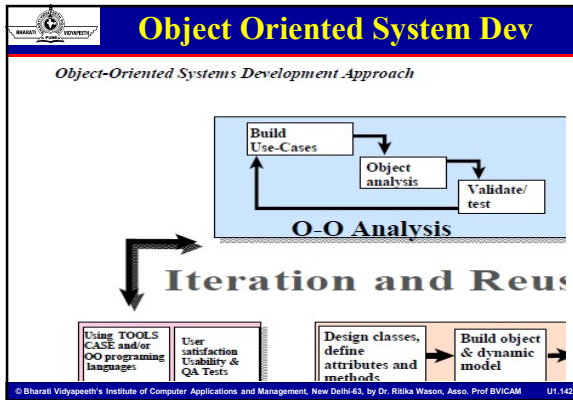 BHARATI VIDYAPEETH
PUNE
Object Oriented System Dev
Object-Oriented Systems Development Approach
Build
Use-Cases
Object
analysis
Validate/
test
O-O Analysis
Iteration and Reus
Using TOOLS
CASE and/or
OO programing
languages
User
satisfaction
Usability &
QA Tests
Design classes,
define
attributes and
methods
Build object
& dynamic
model
© Bharati Vidyapeeth's Institute of Computer Applications and Management, New Delhi-63, by Dr. Ritika Wason, Asso. Prof BVICAM U1.142